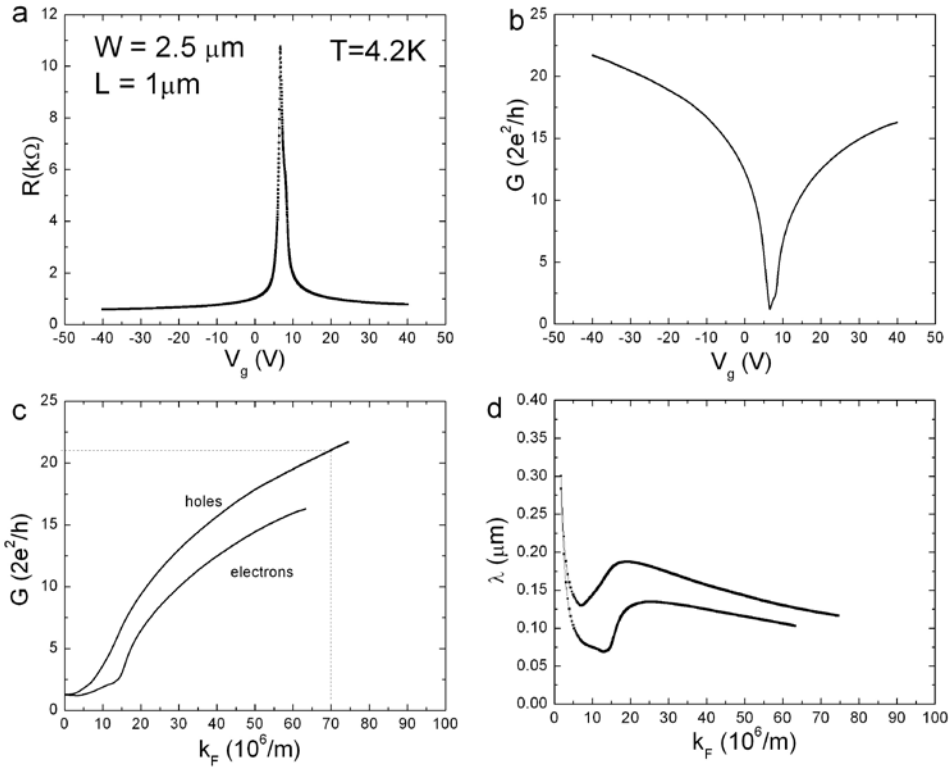 a
W = 2.5 μm
L = 1μm
T=4.2K
R(kΩ)
12
10
8
6
4
2
0
-50 -40 -30 -20 -10 0 10 20 30 40 50
V_g (V)
b
G (2e²/h)
25
20
15
10
5
0
-50 -40 -30 -20 -10 0 10 20 30 40 50
V_g (V)
c
G (2e²/h)
25
20
15
10
5
0
holes
electrons
0 10 20 30 40 50 60 70 80 90 100
k_F (10⁶/m)
d
λ (μm)
0.40
0.35
0.30
0.25
0.20
0.15
0.10
0.05
0.00
0 10 20 30 40 50 60 70 80 90 100
k_F (10⁶/m)